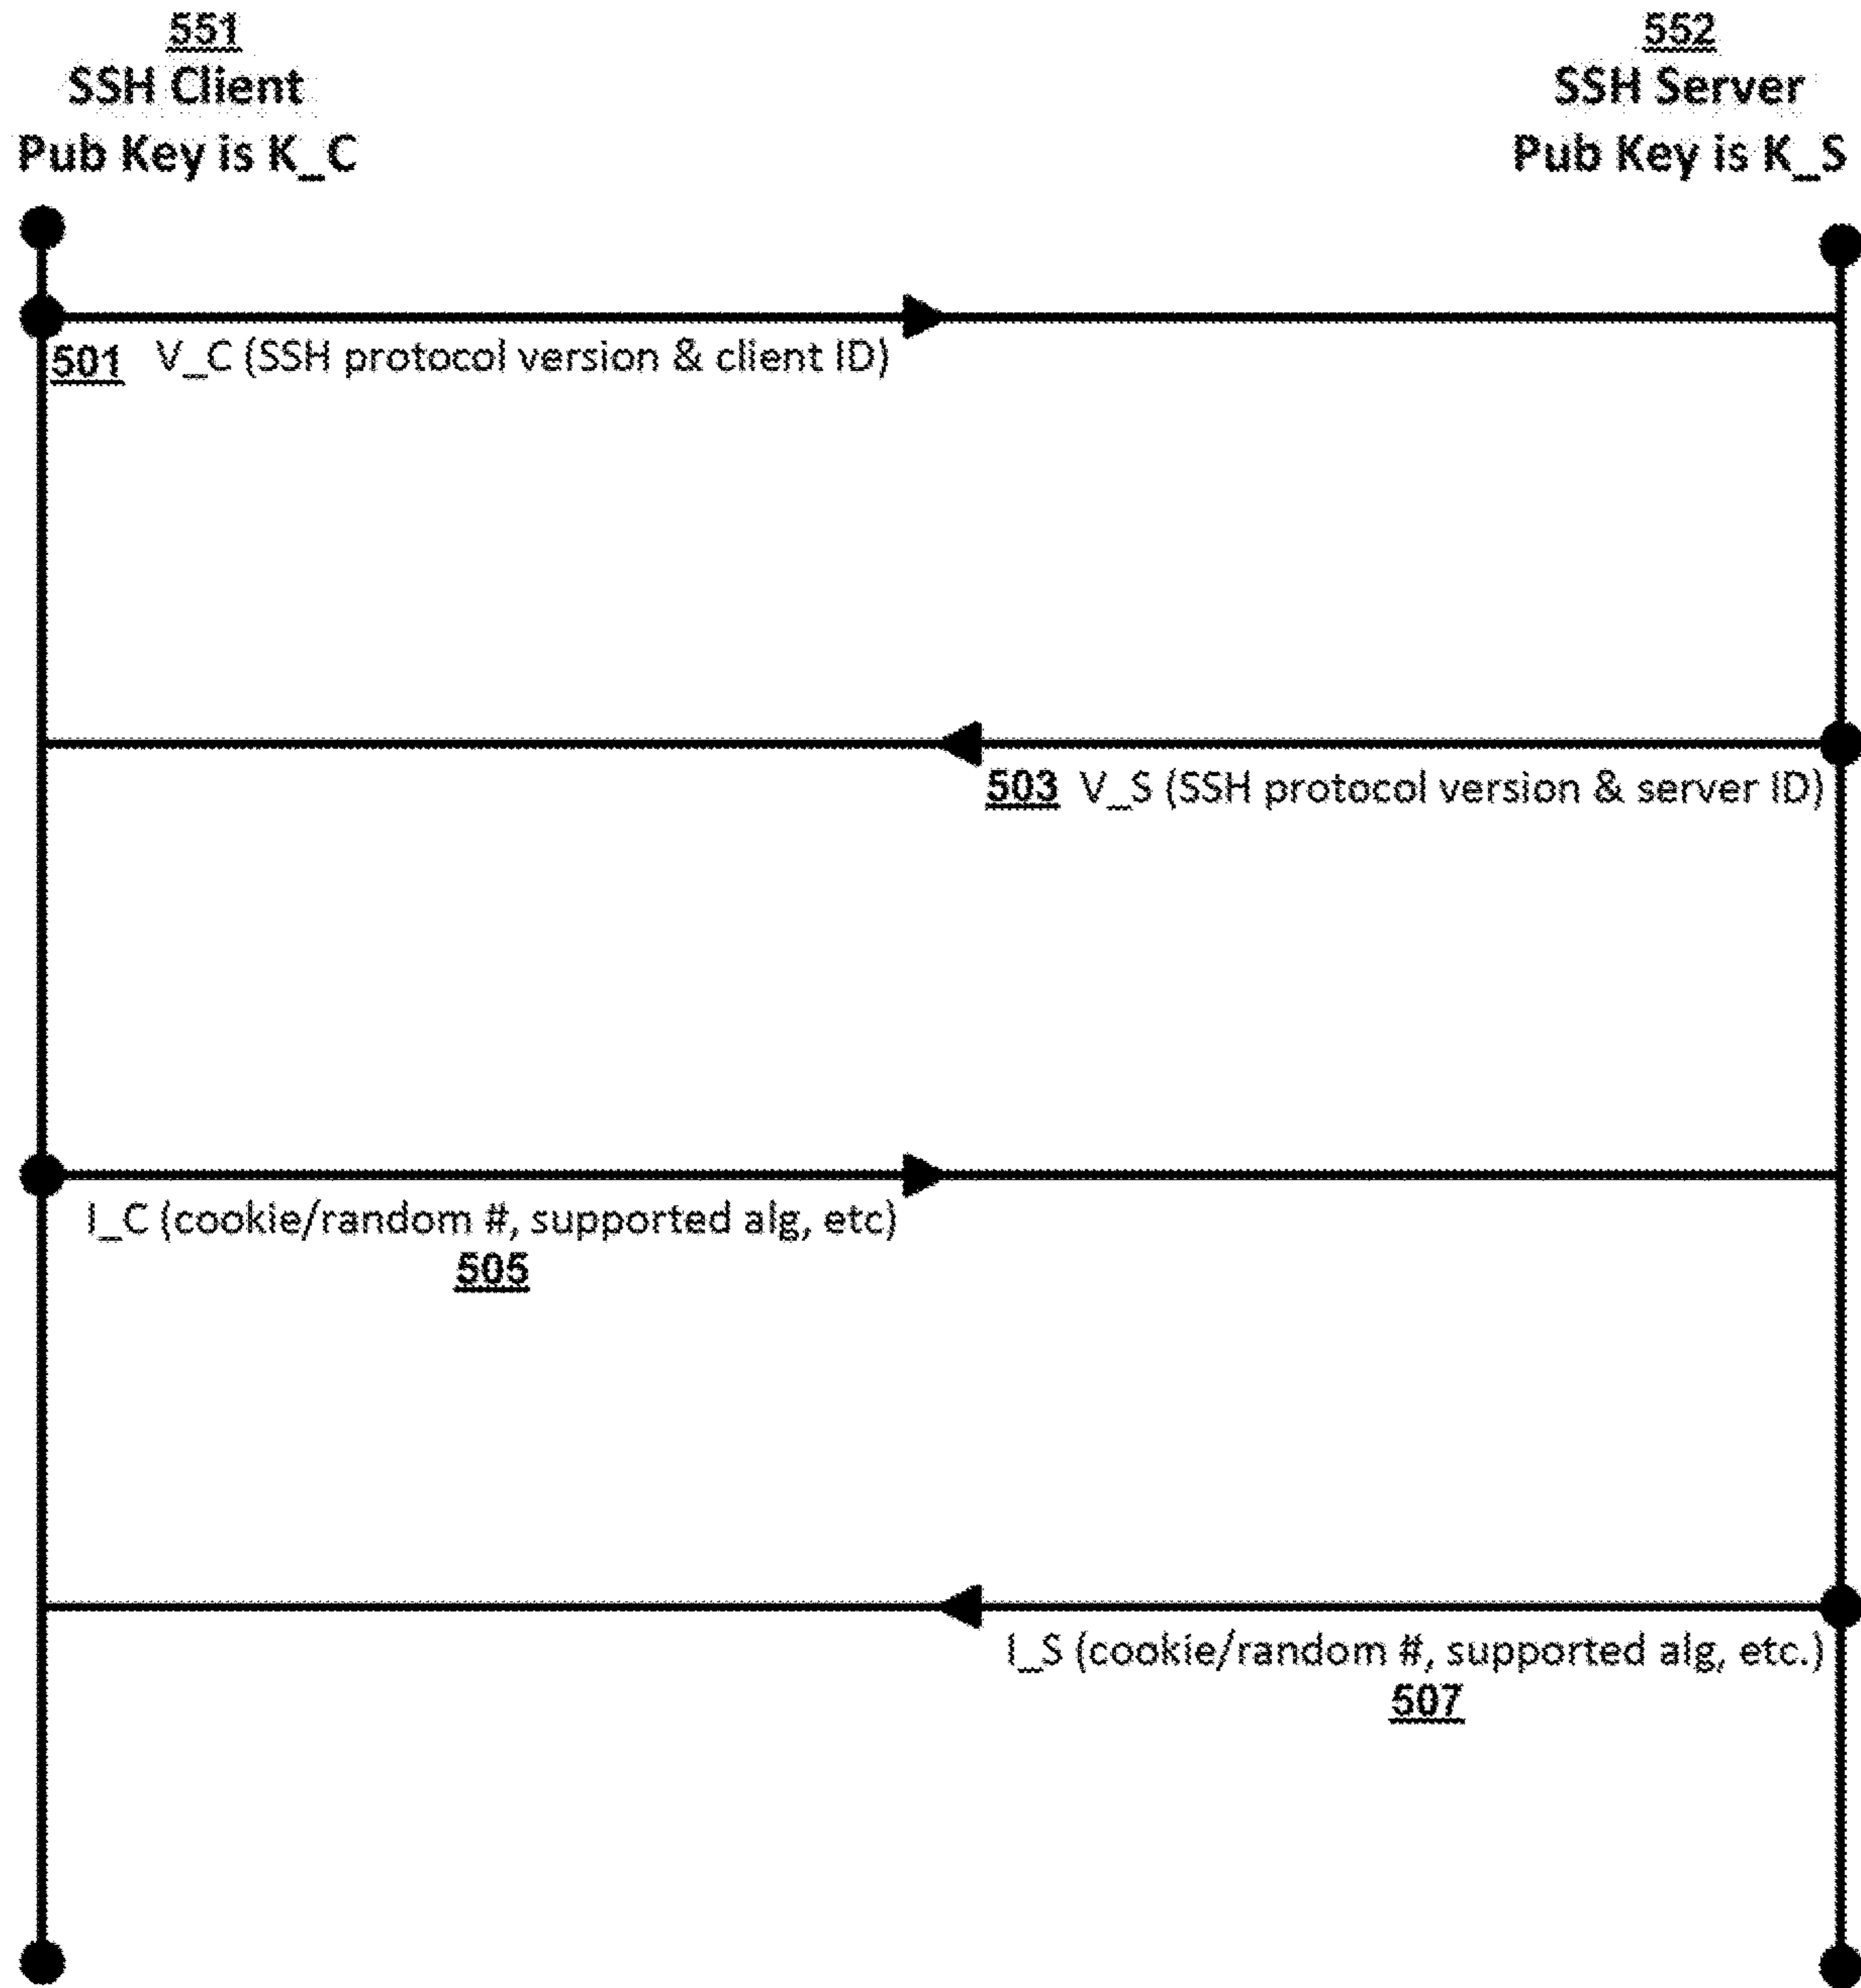 551
SSH Client
Pub Key is K_C
552
SSH Server
Pub Key is K_S
501 V_C (SSH protocol version & client ID)
503 V_S (SSH protocol version & server ID)
I_C (cookie/random #, supported alg, etc)
505
I_S (cookie/random #, supported alg, etc.)
507